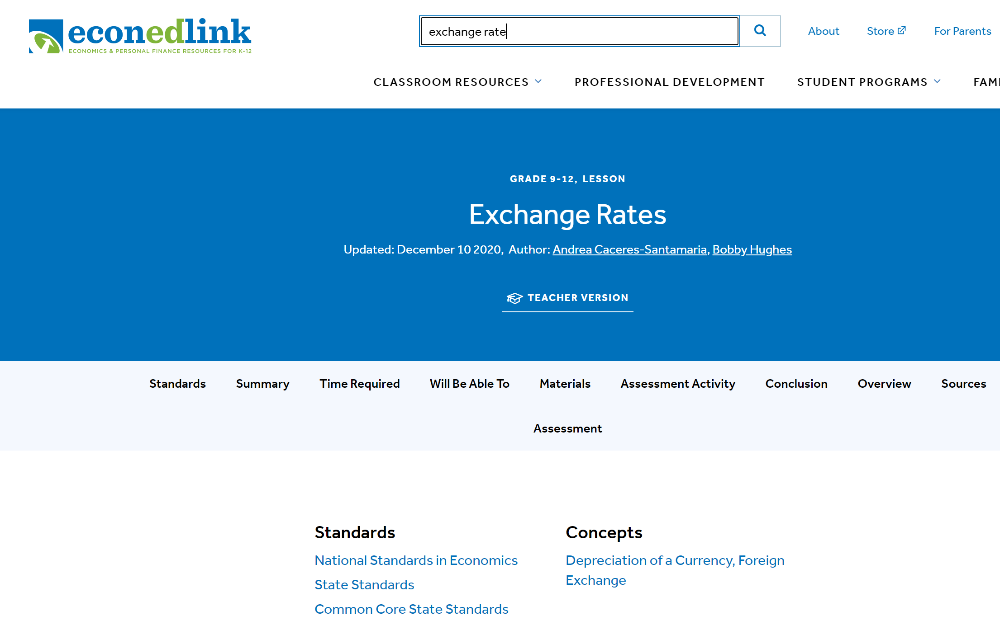 econedlink
ECONOMICS & PERSONAL FINANCE RESOURCES FOR K-12
exchange rate
About Store For Parents
CLASSROOM RESOURCES PROFESSIONAL DEVELOPMENT STUDENT PROGRAMS
GRADE 9-12, LESSON
Exchange Rates
Updated: December 10 2020, Author: Andrea Caceres-Santamaria, Bobby Hughes
TEACHER VERSION
Standards Summary Time Required Will Be Able To Materials Assessment Activity Conclusion Overview Sources
Assessment
Standards
National Standards in Economics
State Standards
Common Core State Standards
Concepts
Depreciation of a Currency, Foreign
Exchange